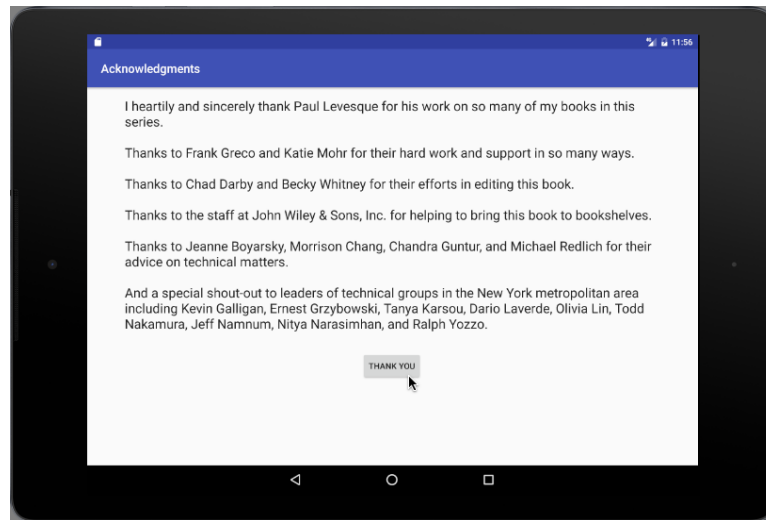 11:56
Acknowledgments
I heartily and sincerely thank Paul Levesque for his work on so many of my books in this
series.
Thanks to Frank Greco and Katie Mohr for their hard work and support in so many ways.
Thanks to Chad Darby and Becky Whitney for their efforts in editing this book.
Thanks to the staff at John Wiley & Sons, Inc. for helping to bring this book to bookshelves.
Thanks to Jeanne Boyarsky, Morrison Chang, Chandra Guntur, and Michael Redlich for their
advice on technical matters.
And a special shout-out to leaders of technical groups in the New York metropolitan area
including Kevin Galligan, Ernest Grzybowski, Tanya Karsou, Dario Laverde, Olivia Lin, Todd
Nakamura, Jeff Namnum, Nitya Narasimhan, and Ralph Yozzo.
THANK YOU